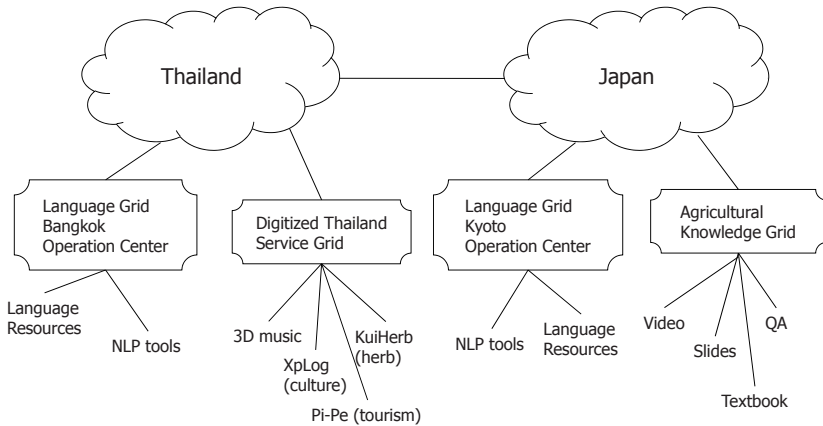 Thailand
Japan
Language Grid
Bangkok
Operation Center
Digitized Thailand
Service Grid
Language Grid
Kyoto
Operation Center
Agricultural
Knowledge Grid
Language
Resources
NLP tools
3D music
XpLog
(culture)
Pi-Pe (tourism)
KuiHerb
(herb)
NLP tools
Language
Resources
Video
Slides
Textbook
QA